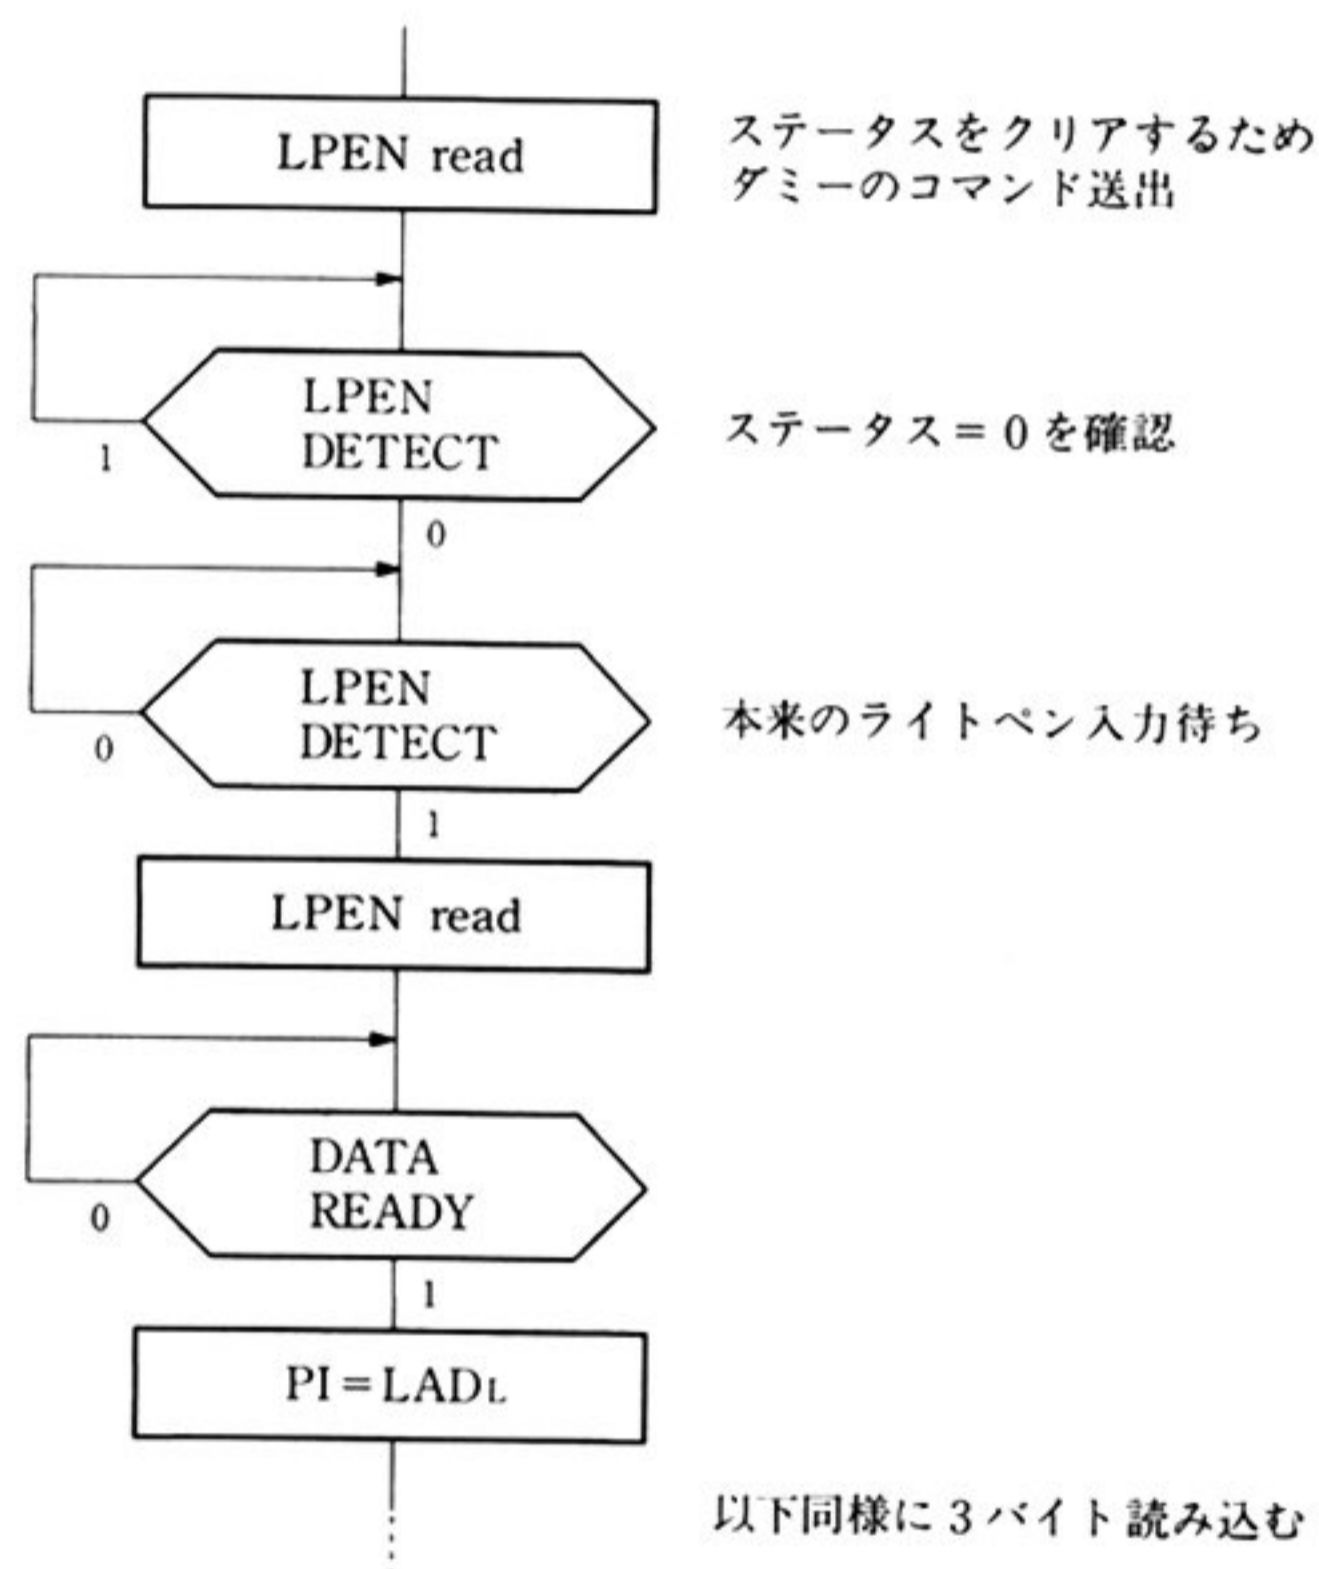 LPEN read
ステータスをクリアするため
ダミーのコマンド送出
LPEN
DETECT
ステータス=0を確認
1
0
LPEN
DETECT
本来のライトペン入力待ち
0
1
LPEN read
DATA
READY
0
1
PI=LADL
以下同様に3バイト読み込む